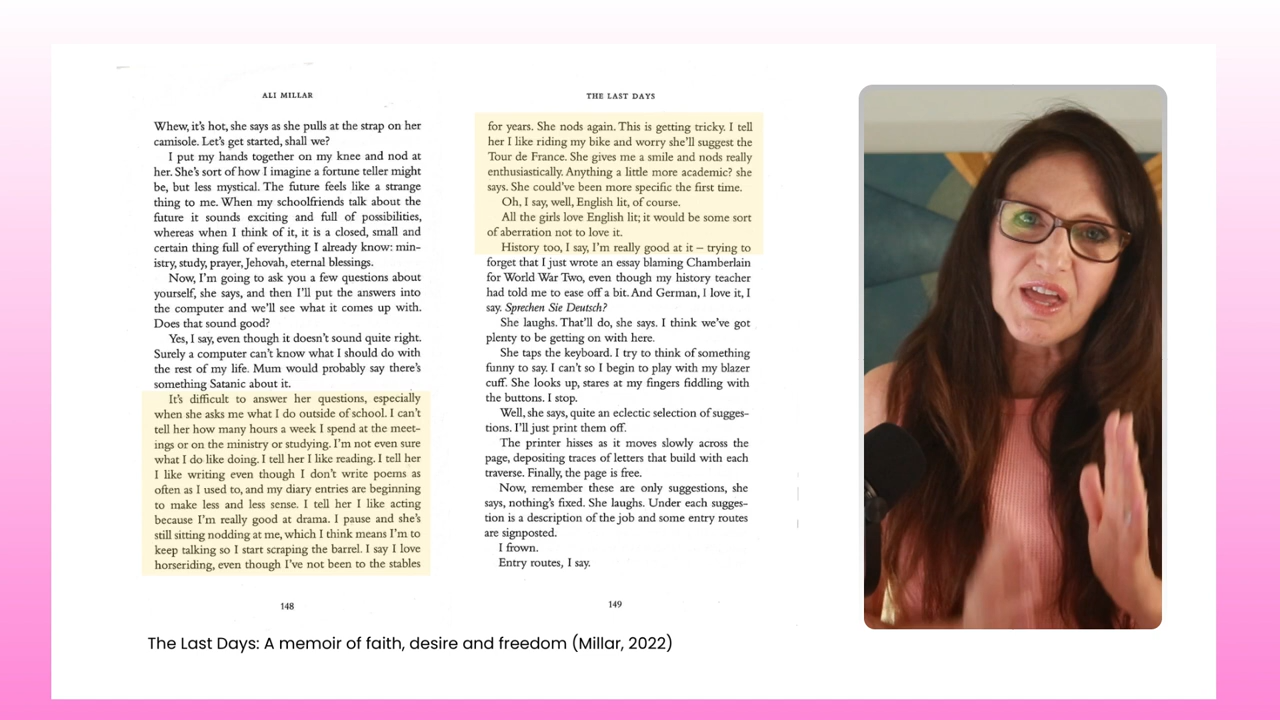 ALI MILLAR
Whew, it's hot, she says as she pulls at the strap on her
camisole. Let's get started, shall we?
I put my hands together on my knee and nod at
her. She's sort of how I imagine a fortune teller might
be, but less mystical. The future feels like a strange
thing to me. When my schoolfriends talk about the
future it sounds exciting and full of possibilities,
whereas when I think of it, it is a closed, small and
certain thing full of everything I already know: min-
istry, study, prayer, Jehovah, eternal blessings.
Now, I'm going to ask you a few questions about
yourself, she says, and then I'll put the answers into
the computer and we'll see what it comes up with.
Does that sound good?
Yes, I say, even though it doesn't sound quite right.
Surely a computer can't know what I should do with
the rest of my life. Mum would probably say there's
something Satanic about it.
It's difficult to answer her questions, especially
when she asks me what I do outside of school. I can't
tell her how many hours a week I spend at the meet-
ings or on the ministry or studying. I'm not even sure
what I do like doing. I tell her I like reading. I tell her
I like writing even though I don't write poems as
often as I used to, and my diary entries are beginning
to make less and less sense. I tell her I like acting
because I'm really good at drama. I pause and she's
still sitting nodding at me, which I think means I'm to
keep talking so I start scraping the barrel. I say I love
horseriding, even though I've not been to the stables
148
THE LAST DAYS
for years. She nods again. This is getting tricky. I tell
her I like riding my bike and worry she'll suggest the
Tour de France. She gives me a smile and nods really
enthusiastically. Anything a little more academic? she
says. She could've been more specific the first time.
Oh, I say, well, English lit, of course.
All the girls love English lit; it would be some sort
of aberration not to love it.
History too, I say, I'm really good at it – trying to
forget that I just wrote an essay blaming Chamberlain
for World War Two, even though my history teacher
had told me to ease off a bit. And German, I love it, I
say. Sprechen Sie Deutsch?
She laughs. That'll do, she says. I think we've got
plenty to be getting on with here.
She taps the keyboard. I try to think of something
funny to say. I can't so I begin to play with my blazer
cuff. She looks up, stares at my fingers fiddling with
the buttons. I stop.
Well, she says, quite an eclectic selection of sugges-
tions. I'll just print them off.
The printer hisses as it moves slowly across the
page, depositing traces of letters that build with each
traverse. Finally, the page is free.
Now, remember these are only suggestions, she
says, nothing's fixed. She laughs. Under each sugges-
tion is a description of the job and some entry routes
are signposted.
I frown.
Entry routes, I say.
149
The Last Days: A memoir of faith, desire and freedom (Millar, 2022)